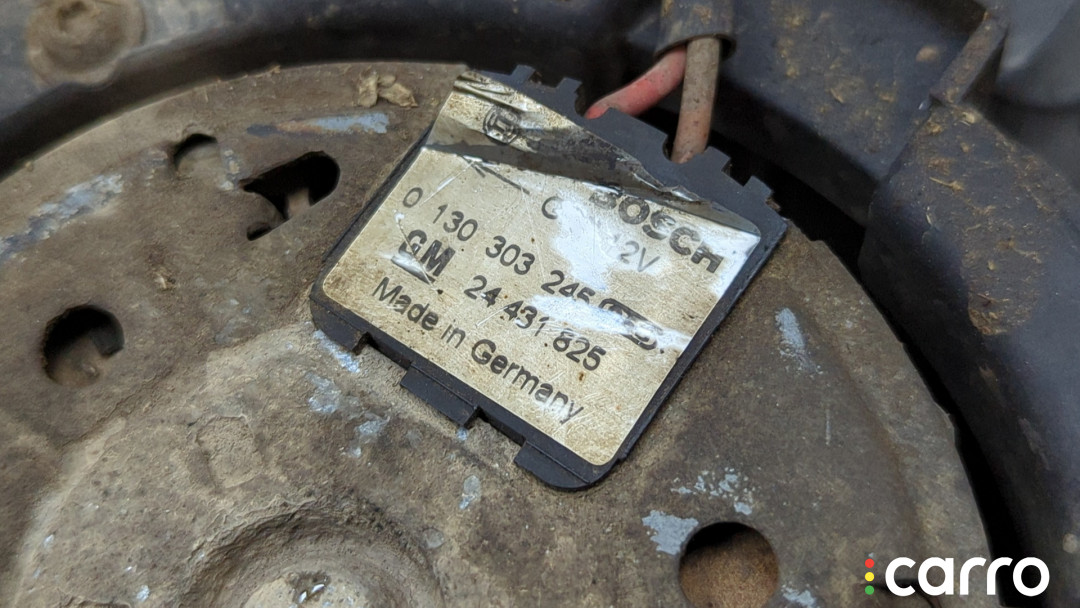 BOSCH
12V
0 130 303 245
GM 24.431.825
Made in Germany
carro